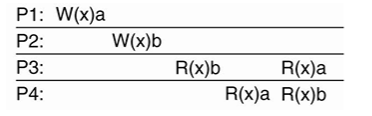 P1: W(x)a
P2: W(x)b
P3: R(x)b R(x)a
P4: R(x)a R(x)b